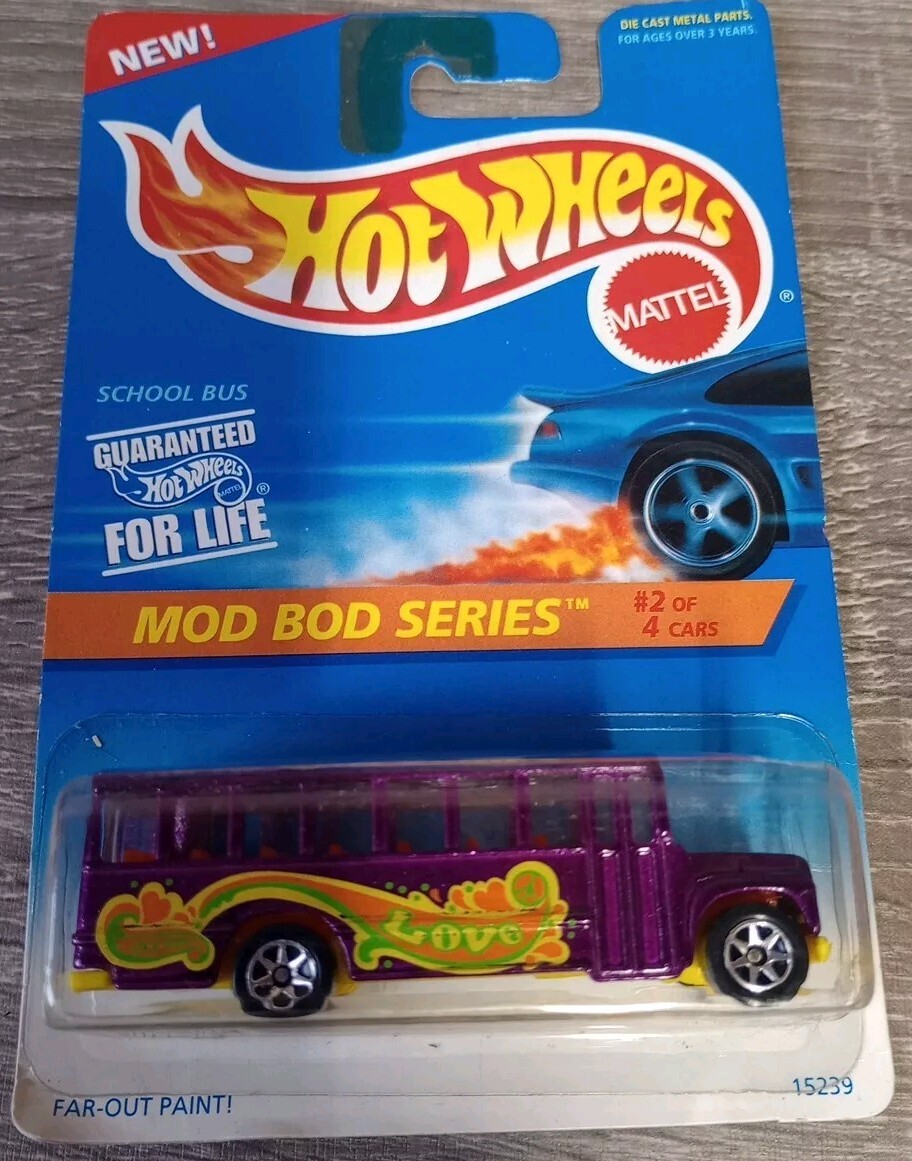 NEW!
DIE CAST METAL PARTS.
FOR AGES OVER 3 YEARS.
HOT WHEELS
MATTEL
®
SCHOOL BUS
GUARANTEED
HOT WHEELS
MATTEL
®
FOR LIFE
MOD BOD SERIES™
#2 OF
4 CARS
Love
FAR-OUT PAINT!
15239